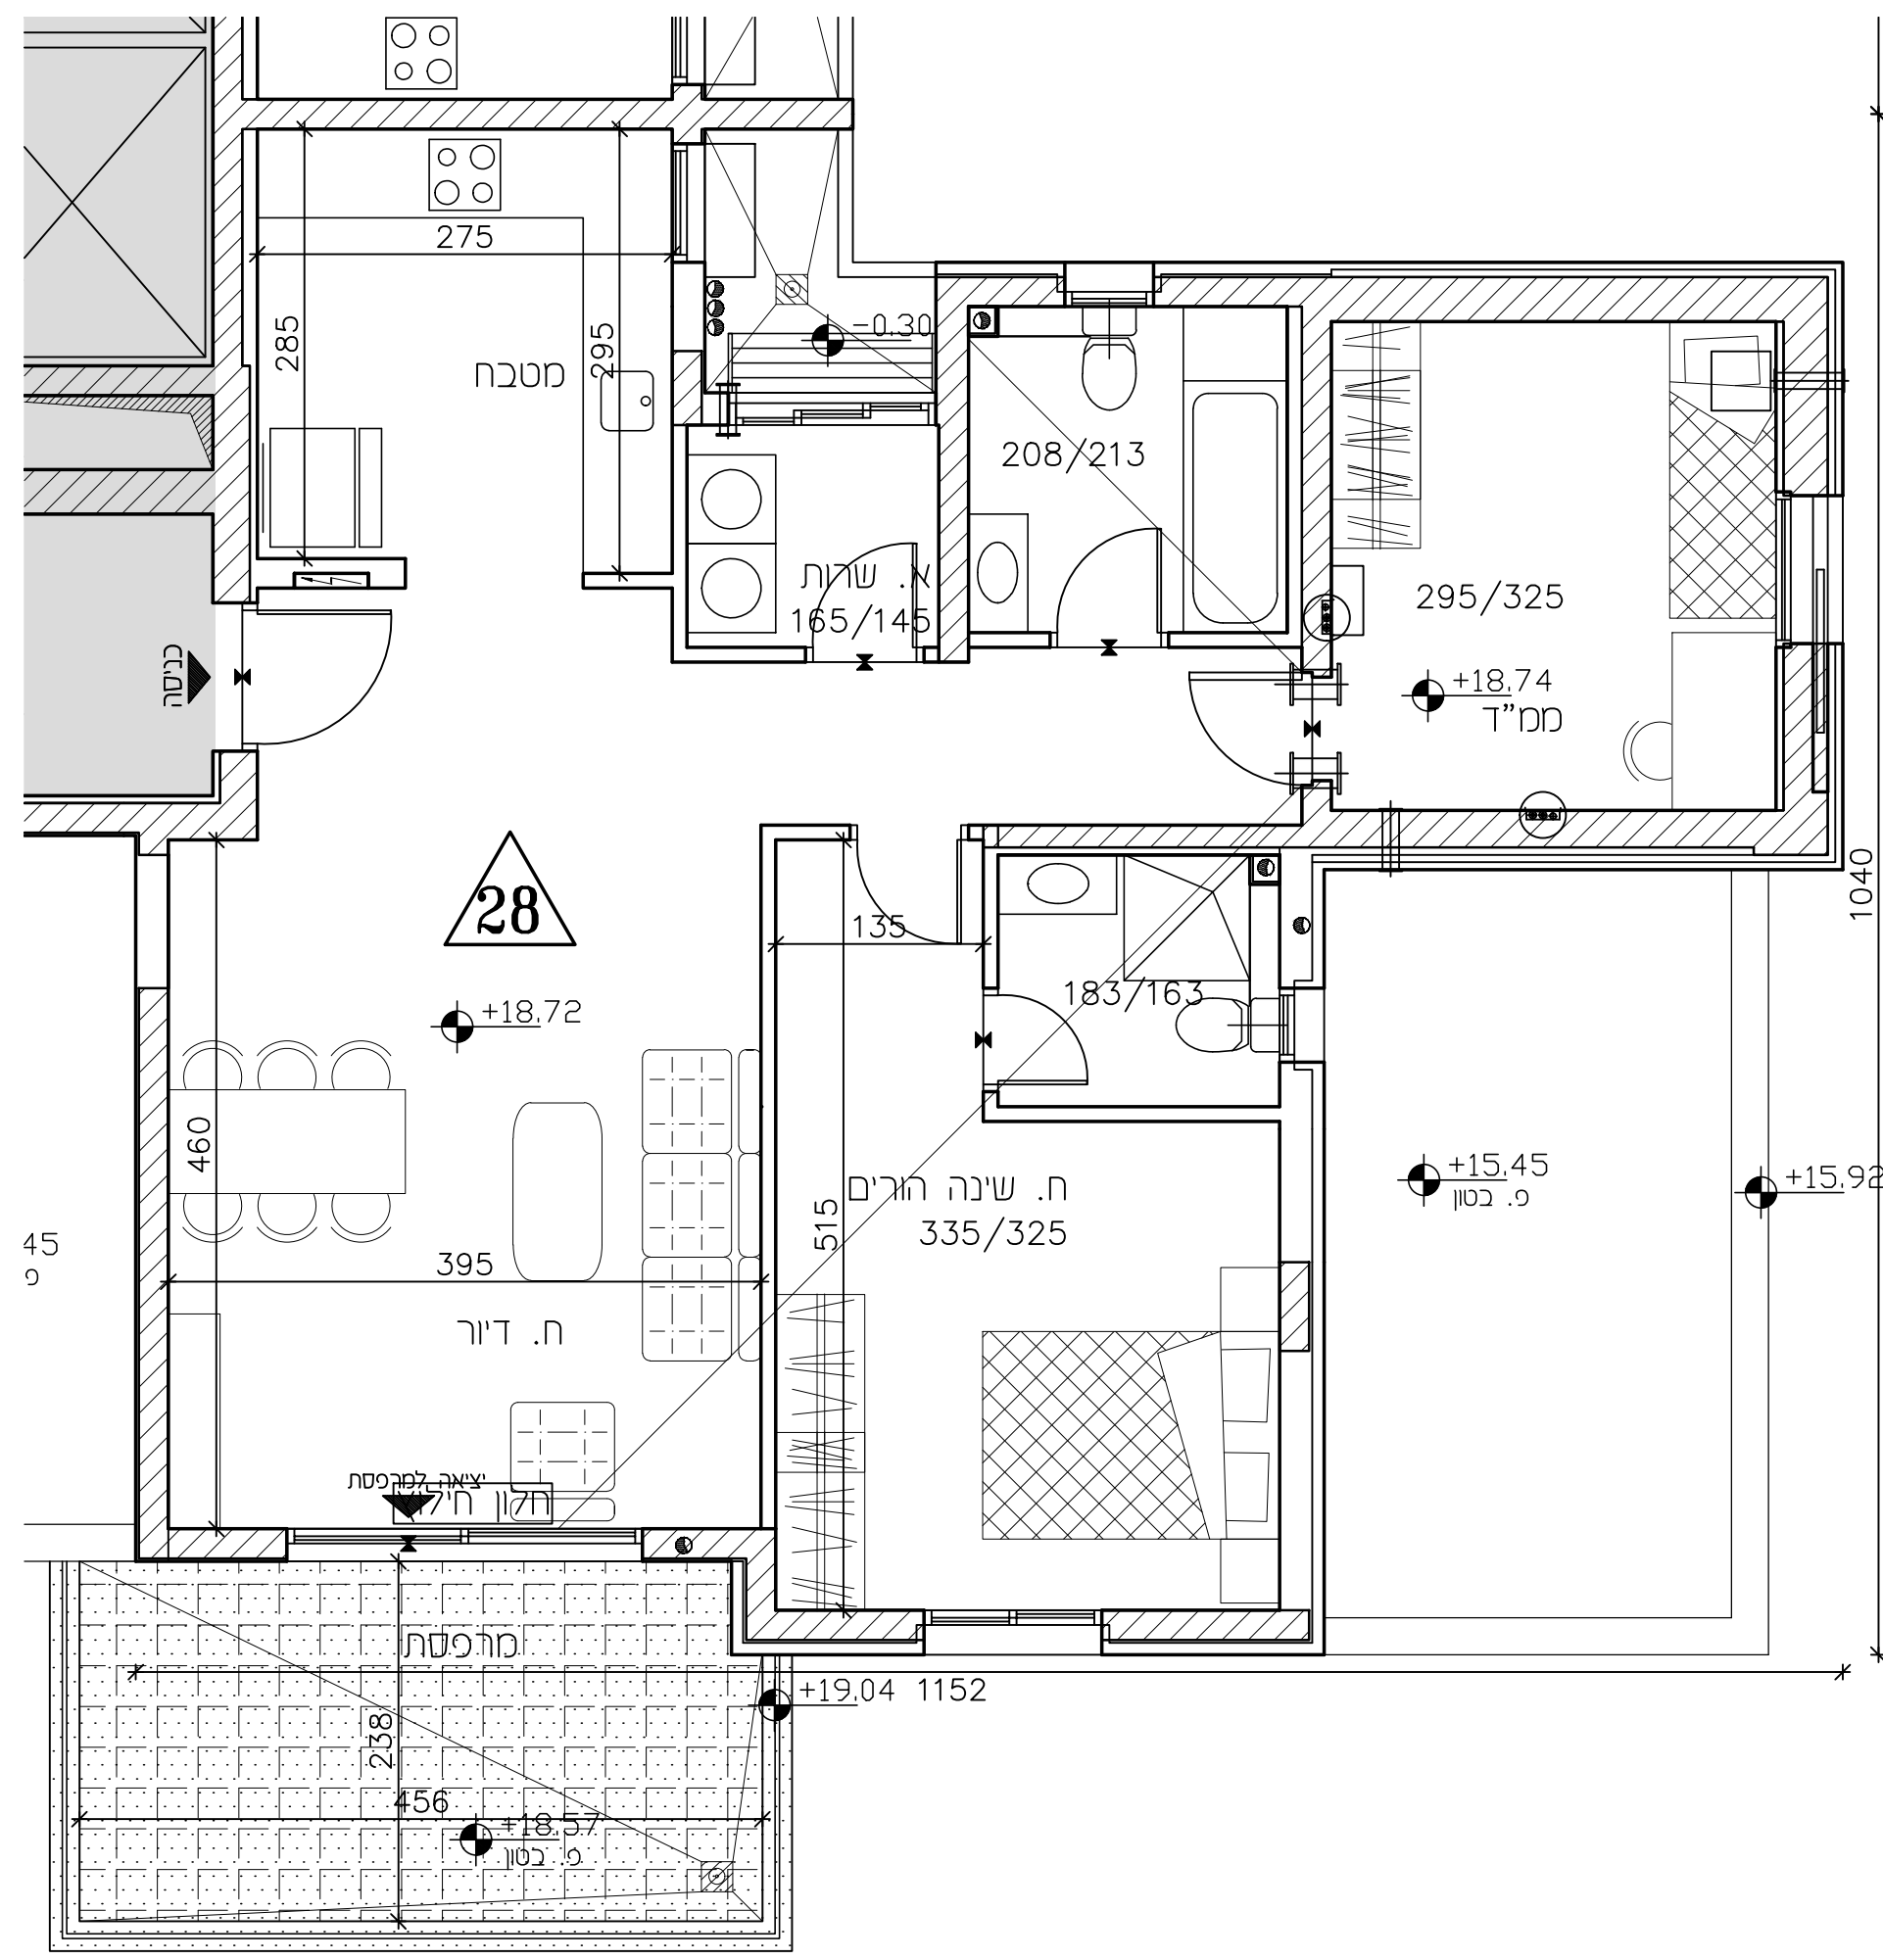 275
285
295
מטבח
-0.30
208/213
א. שרות
165/145
295/325
+18.74
ממ"ד
כניסה
28
+18.72
135
183/163
1040
460
515
ח. שינה הורים
335/325
+15.45
פ. בטון
+15.92
45
פ
395
ח. דיור
יציאה למרפסת
חלון חילוץ
מרפסת
+19.04
1152
238
456
+18.57
פ. בטון